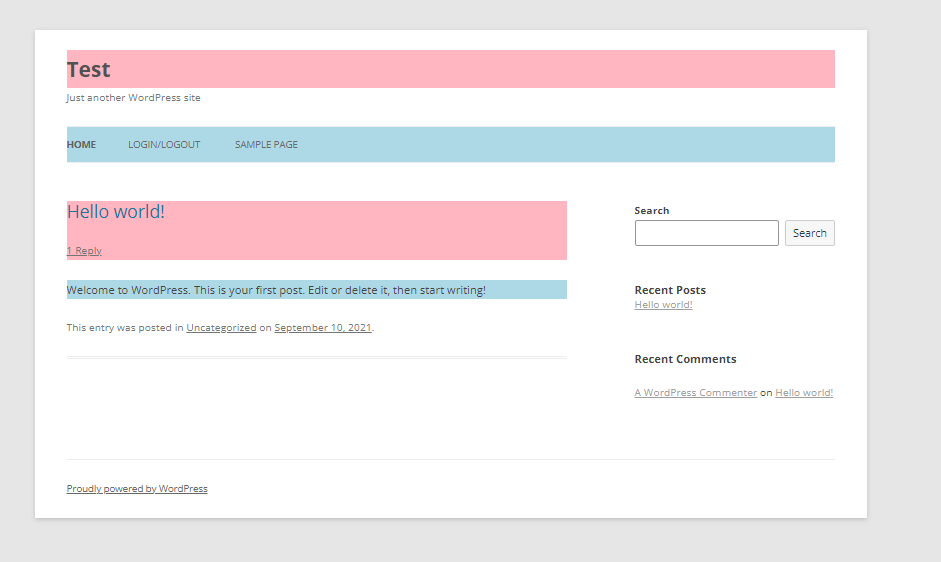 Test
Just another WordPress site
HOME LOGIN/LOGOUT SAMPLE PAGE
Hello world!
1 Reply
Welcome to WordPress. This is your first post. Edit or delete it, then start writing!
This entry was posted in Uncategorized on September 10, 2021.
Search
Search
Recent Posts
Hello world!
Recent Comments
A WordPress Commenter on Hello world!
Proudly powered by WordPress